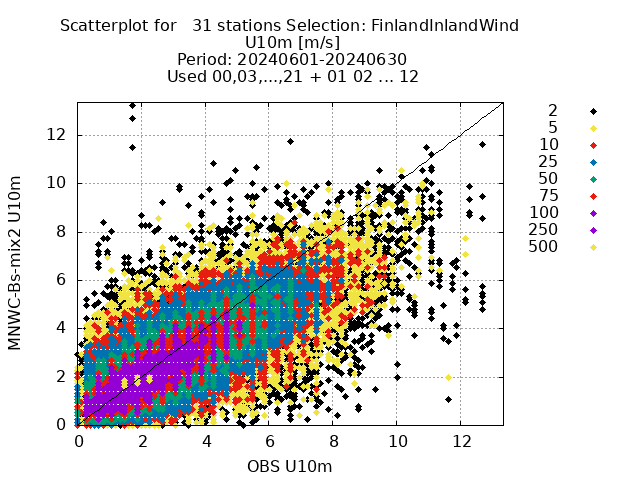 Scatterplot for   31 stations Selection: FinlandInlandWind
U10m [m/s]
Period: 20240601-20240630
Used 00,03,...,21 + 01 02 ... 12
2
5
10
25
50
75
100
250
500
MNWC-Bs-mix2 U10m
12
10
8
6
4
2
0
0 2 4 6 8 10 12
OBS U10m